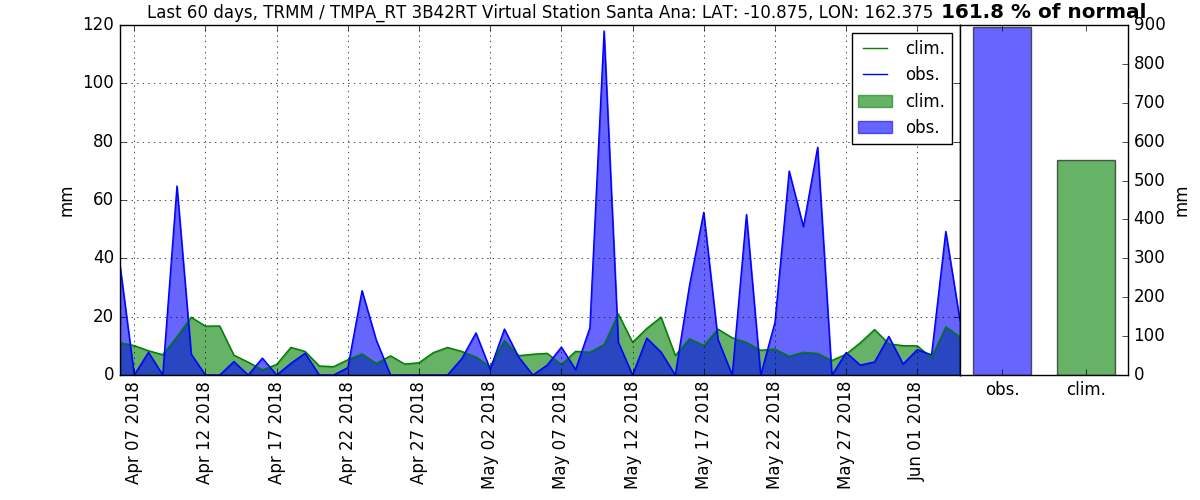 Last 60 days, TRMM / TMPA_RT 3B42RT Virtual Station Santa Ana: LAT: -10.875, LON: 162.375 161.8 % of normal
120
100
80
60
40
20
0
mm
clim.
obs.
clim.
obs.
900
800
700
600
500
400
300
200
100
0
mm
Apr 07 2018
Apr 12 2018
Apr 17 2018
Apr 22 2018
Apr 27 2018
May 02 2018
May 07 2018
May 12 2018
May 17 2018
May 22 2018
May 27 2018
Jun 01 2018
obs.
clim.